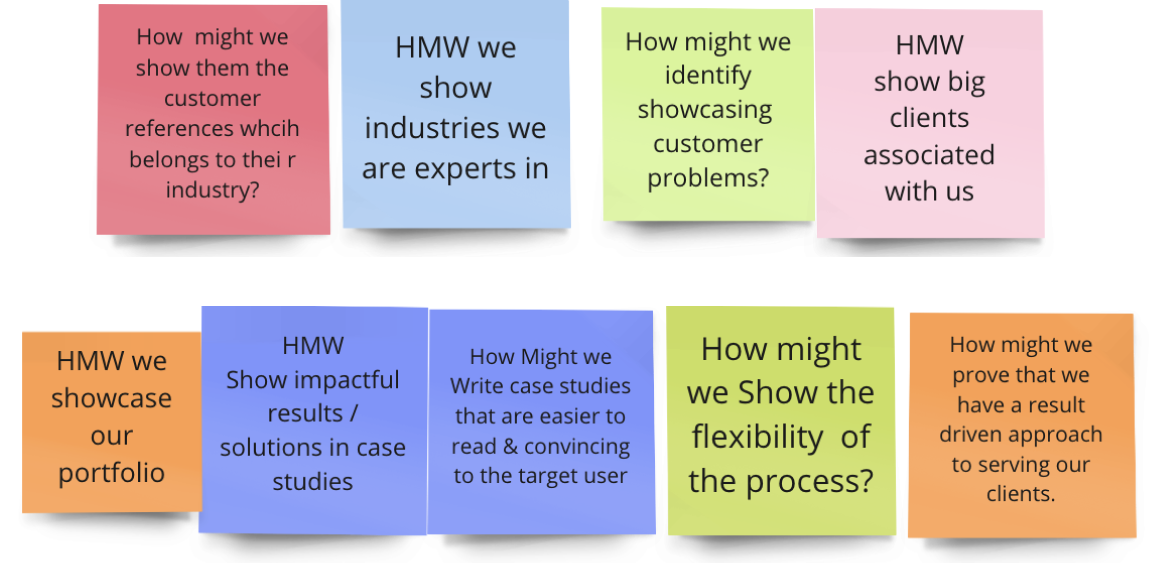 How  might we
show them the
customer
references whcih
belongs to thei r
industry?
HMW we
show
industries we
are experts in
How might we
identify
showcasing
customer
problems?
HMW
show big
clients
associated
with us
HMW we
showcase
our
portfolio
HMW
Show impactful
results /
solutions in case
studies
How Might we
Write case studies
that are easier to
read & convincing
to the target user
How might
we Show the
flexibility  of
the process?
How might we
prove that we
have a result
driven approach
to serving our
clients.